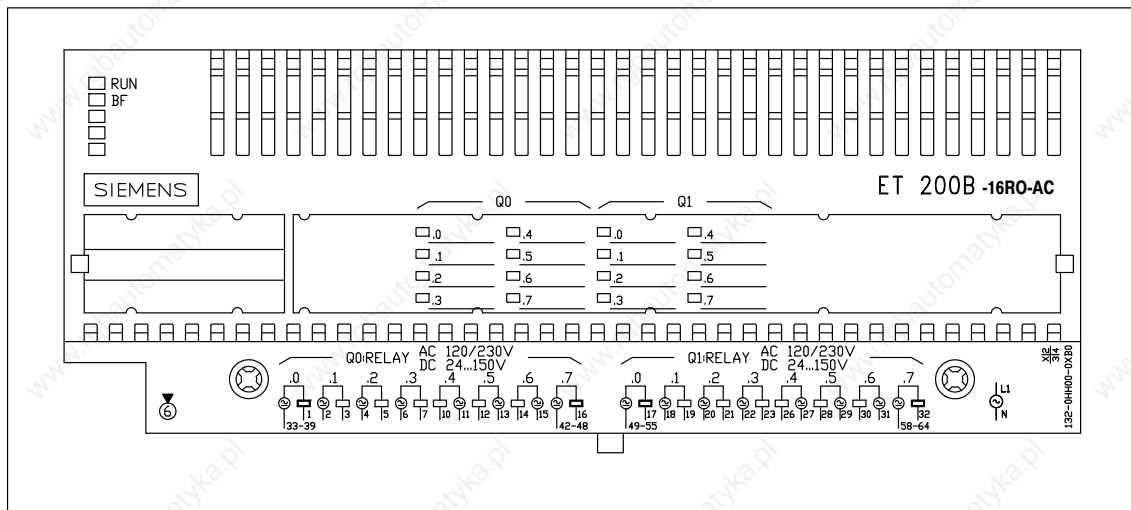 RUN
BF
SIEMENS
ET 200B -16RO-AC
Q0 Q1
.0 .4 .0 .4
.1 .5 .1 .5
.2 .6 .2 .6
.3 .7 .3 .7
Q0:RELAY AC 120/230V
DC 24...150V
Q1:RELAY AC 120/230V
DC 24...150V
.0 .1 .2 .3 .4 .5 .6 .7 .0 .1 .2 .3 .4 .5 .6 .7
6
1 2 3 4 5 6 7 10 11 12 13 14 15 16 17 18 19 20 21 22 23 26 27 28 29 30 31 32
33-39 42-48 49-55 58-64
L1
N
X12
314
132-0HH00-0XB0
www.rgbautomatyka.pl